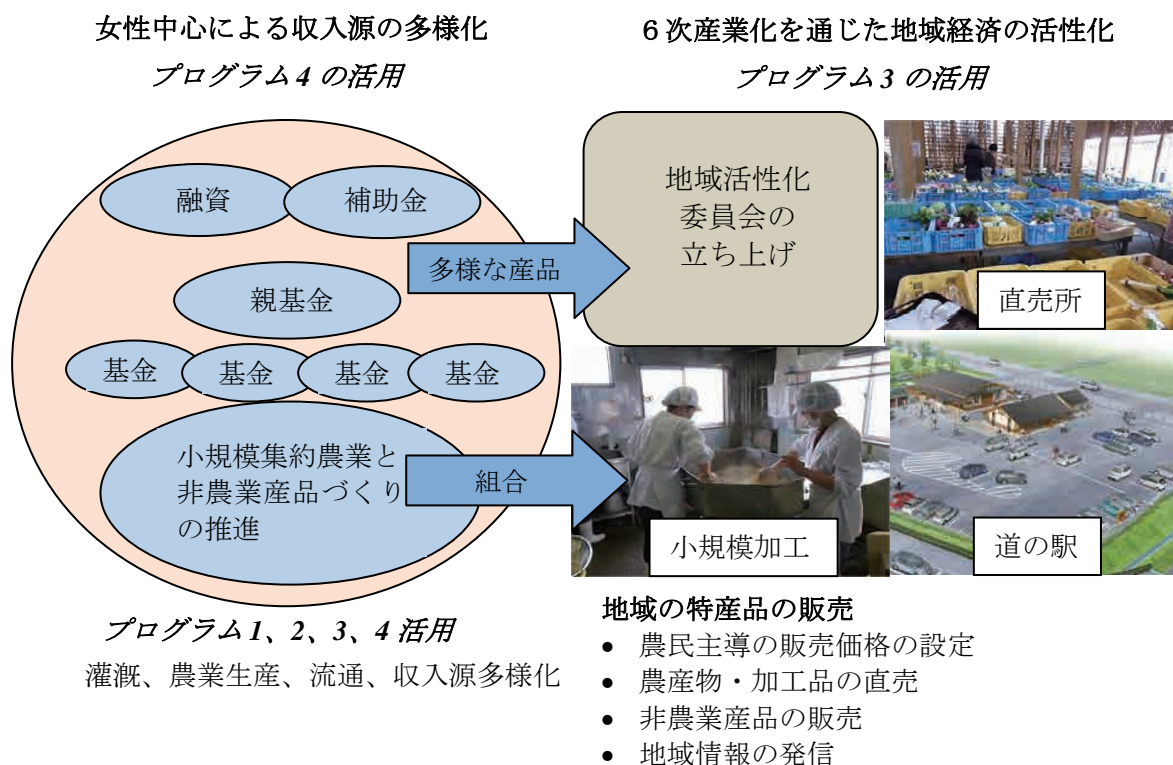 女性中心による収入源の多様化
プログラム4 の活用
融資
補助金
親基金
基金
基金
基金
基金
小規模集約農業と
非農業産品づくり
の推進
多様な産品
組合
プログラム1、2、3、4 活用
灌漑、農業生産、流通、収入源多様化
６次産業化を通じた地域経済の活性化
プログラム3 の活用
地域活性化
委員会の
立ち上げ
直売所
小規模加工
道の駅
地域の特産品の販売
• 農民主導の販売価格の設定
• 農産物・加工品の直売
• 非農業産品の販売
• 地域情報の発信